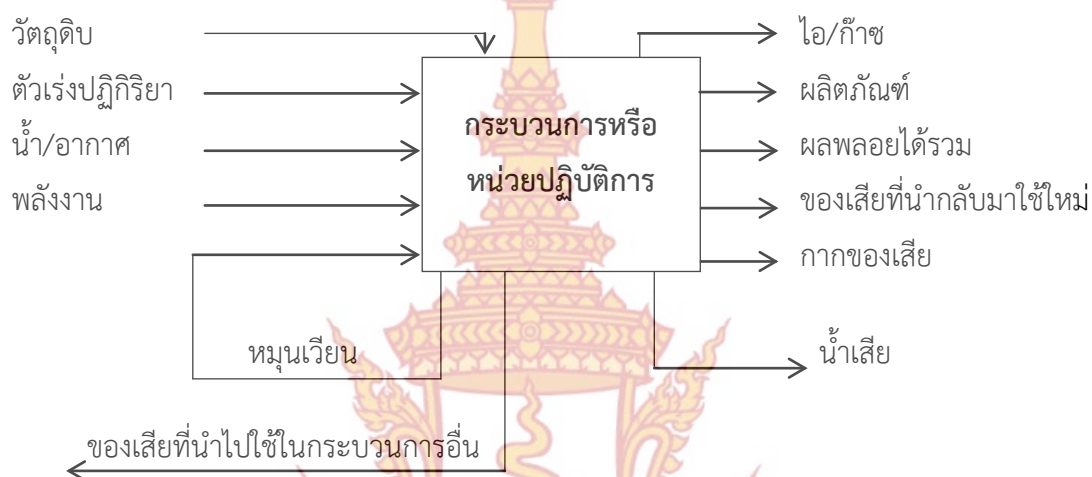 วัตถุดิบ
ตัวเร่งปฏิกิริยา
น้ำ/อากาศ
พลังงาน
กระบวนการหรือ
หน่วยปฏิบัติการ
ไอ/ก๊าซ
ผลิตภัณฑ์
ผลพลอยได้รวม
ของเสียที่นำกลับมาใช้ใหม่
กากของเสีย
หมุนเวียน
น้ำเสีย
ของเสียที่นำไปใช้ในกระบวนการอื่น